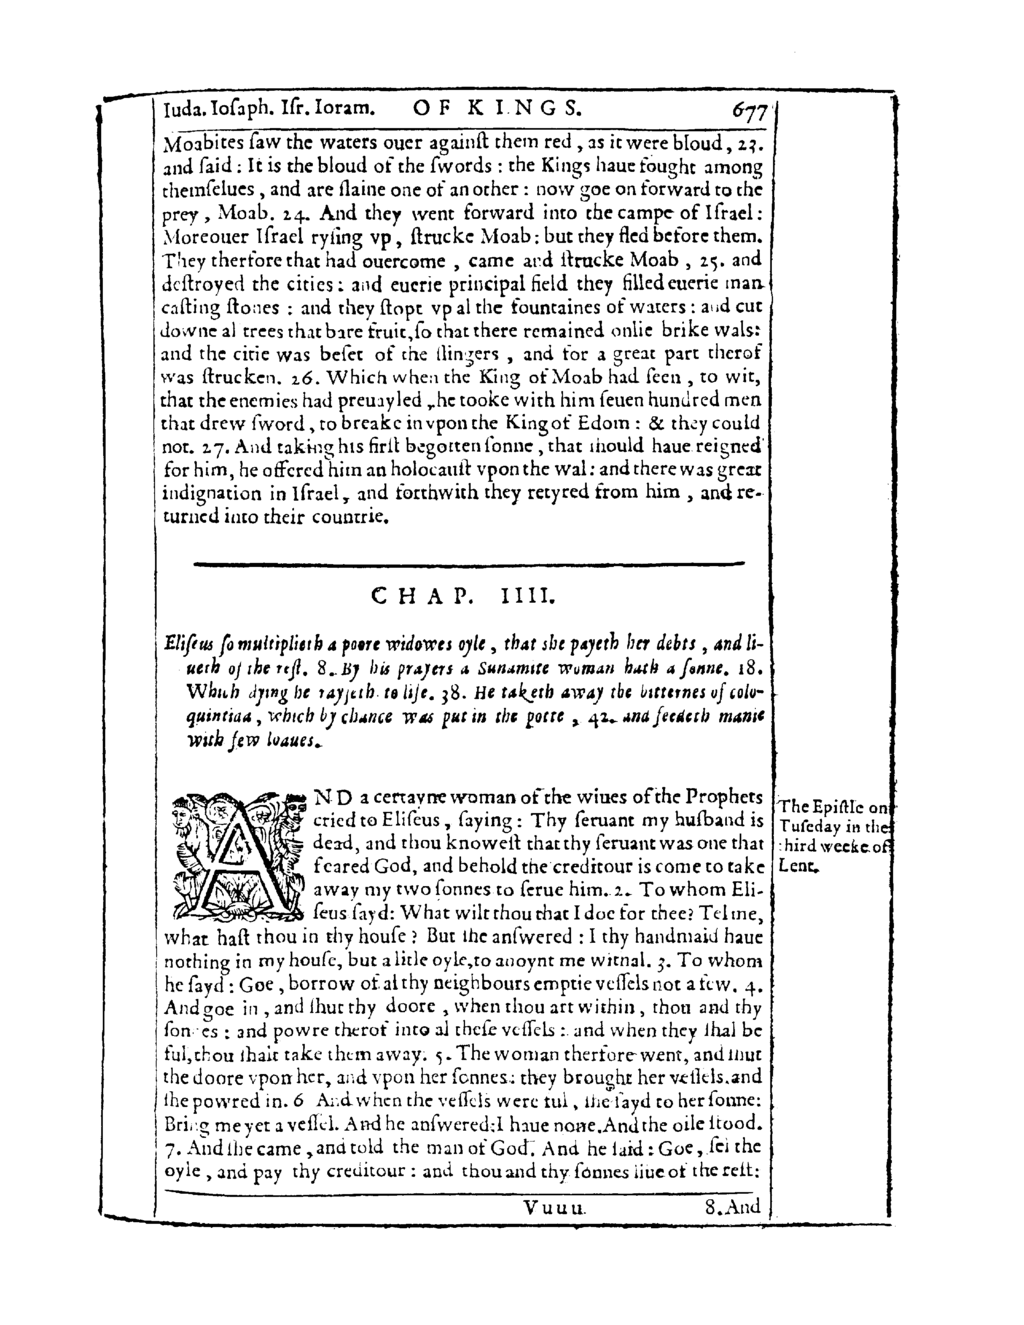 Iuda. Ioſaph. Iſr. Ioram. OF KINGS. 677
Moabites ſaw the waters ouer againſt them red, as it were bloud, 23.
and ſaid: It is the bloud of the ſwords: the Kings haue fought among
themſelues, and are ſlaine one of an other: now goe on forward to the
prey, Moab. 24. And they went forward into the campe of Iſrael:
Moreouer Iſrael ryſing vp, ſtrucke Moab: but they fled before them.
They therfore that had ouercome, came and ſtrucke Moab, 25. and
deſtroyed the cities: and euerie principal field they filled euerie man
caſting ſtones: and they ſtopt vp al the fountaines of waters: and cut
downe al trees that bare fruit, ſo that there remained onlie brike wals:
and the citie was beſet of the ſlingers, and for a great part therof
was ſtrucken. 26. Which when the King of Moab had ſeen, to wit,
that the enemies had preuayled, he tooke with him ſeuen hundred men
that drew ſword, to breake in vpon the King of Edom: & they could
not. 27. And taking his firſt begotten ſonne, that ſhould haue reigned
for him, he offered him an holocauſt vpon the wal: and there was great
indignation in Iſrael, and forthwith they retyred from him, and re-
turned into their countrie.
CHAP. IIII.
Eliſeus ſo multiplieth a poore widowes oyle, that she payeth her debts, and li-
ueth of the reſt. 8. By his prayers a Sunamite woman hath a ſonne. 18.
Which dying he rayſeth to life. 38. He taketh away the bitternes of colo-
quintiaa, which by chance was put in the potte, 42. and feedeth manie
with few loaues.
AND a certayne woman of the wiues of the Prophets
cried to Eliſeus, ſaying: Thy ſeruant my huſband is
dead, and thou knoweſt that thy ſeruant was one that
feared God, and behold the creditour is come to take
away my two ſonnes to ſerue him. 2. To whom Eli-
ſeus ſayd: What wilt thou that I doe for thee? Tel me,
what haſt thou in thy houſe? But ſhe anſwered: I thy handmaid haue
nothing in my houſe, but a litle oyle, to anoynt me withal. 3. To whom
he ſayd: Goe, borrow of al thy neighbours emptie veſſels not a few. 4.
And goe in, and ſhut thy doore, when thou art within, thou and thy
ſonnes: and powre therof into al theſe veſſels: and when they ſhal be
ful, thou ſhalt take them away. 5. The woman therfore went, and ſhut
the doore vpon her, and vpon her ſonnes: they brought her veſſels, and
ſhe powred in. 6 And when the veſſels were ful, ſhe ſayd to her ſonne:
Bring me yet a veſſel. And he anſwered: I haue none. And the oile ſtood.
7. And ſhe came, and told the man of God. And he ſaid: Goe, ſel the
oyle, and pay thy creditour: and thou and thy ſonnes liue of the reſt:
Vuuu. 8. And
The Epiſtle on
Tuſeday in the
third weeke of
Lent.